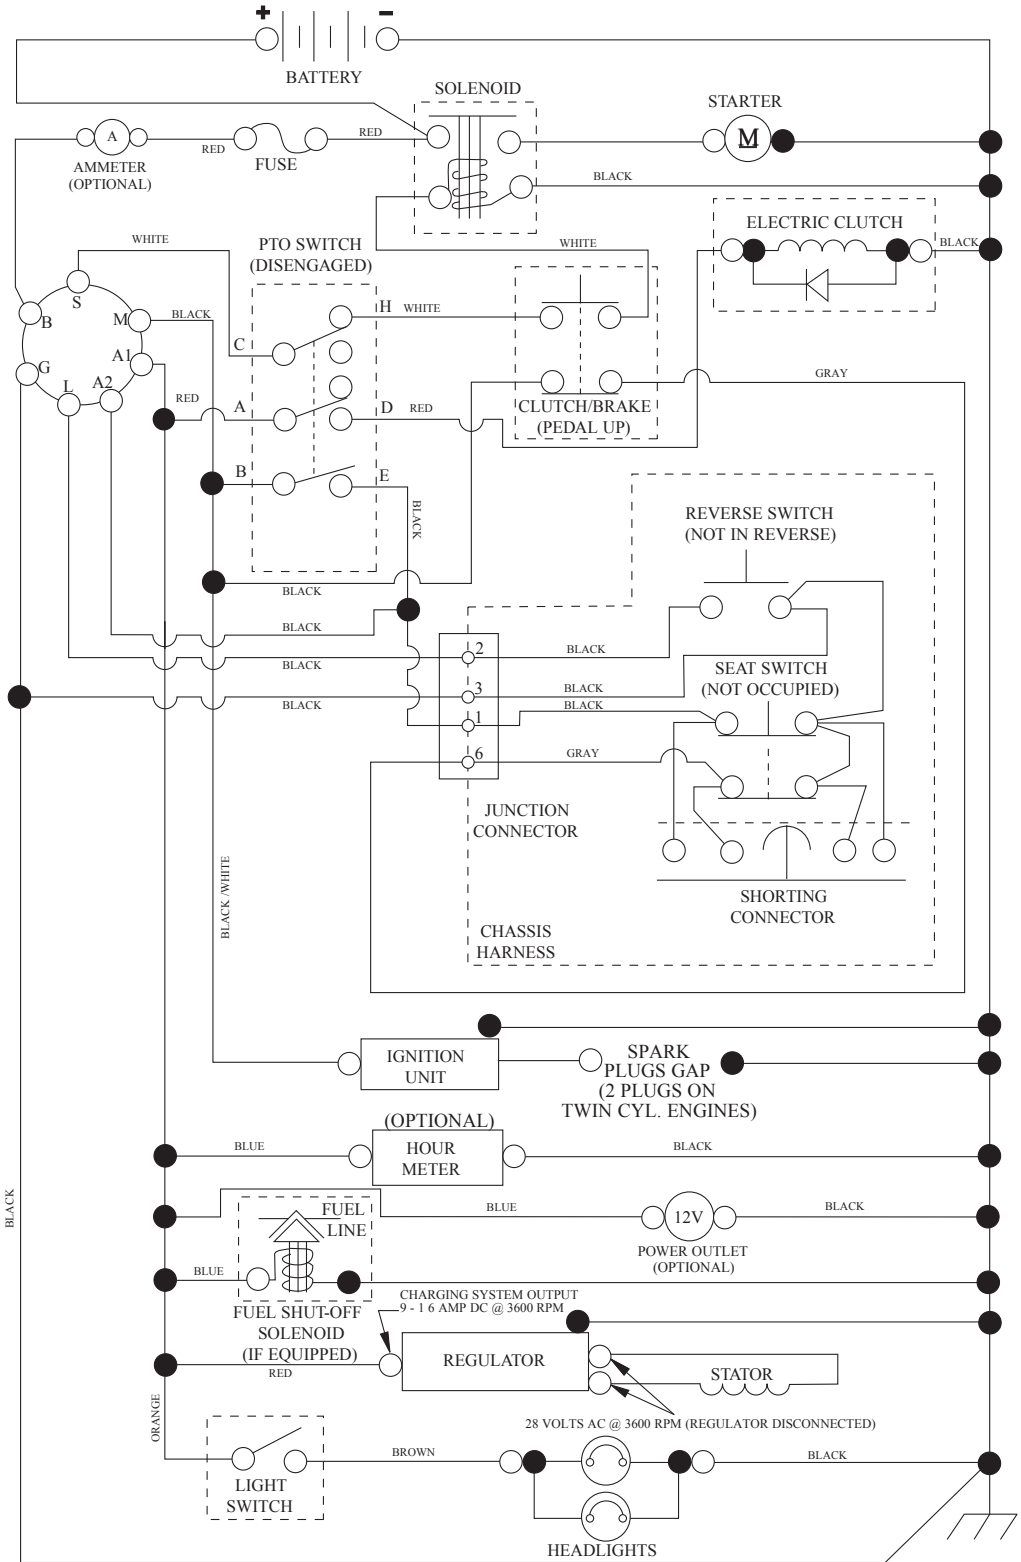 + -
BATTERY
SOLENOID
STARTER
M
A
AMMETER
(OPTIONAL)
RED
FUSE
RED
BLACK
ELECTRIC CLUTCH
BLACK
WHITE
PTO SWITCH
(DISENGAGED)
WHITE
S
B
M
BLACK
G
A1
L
A2
C
H
WHITE
RED
A
D
RED
CLUTCH/BRAKE
(PEDAL UP)
GRAY
B
E
BLACK
REVERSE SWITCH
(NOT IN REVERSE)
BLACK
BLACK
BLACK
BLACK
2
3
1
6
BLACK
BLACK
BLACK
GRAY
SEAT SWITCH
(NOT OCCUPIED)
JUNCTION
CONNECTOR
SHORTING
CONNECTOR
CHASSIS
HARNESS
BLACK /WHITE
IGNITION
UNIT
SPARK
PLUGS GAP
(2 PLUGS ON
TWIN CYL. ENGINES)
(OPTIONAL)
BLUE
HOUR
METER
BLACK
BLACK
BLUE
12V
BLACK
POWER OUTLET
(OPTIONAL)
FUEL
LINE
BLUE
FUEL SHUT-OFF
SOLENOID
(IF EQUIPPED)
CHARGING SYSTEM OUTPUT
9 - 1 6 AMP DC @ 3600 RPM
RED
REGULATOR
STATOR
28 VOLTS AC @ 3600 RPM (REGULATOR DISCONNECTED)
ORANGE
LIGHT
SWITCH
BROWN
BLACK
HEADLIGHTS